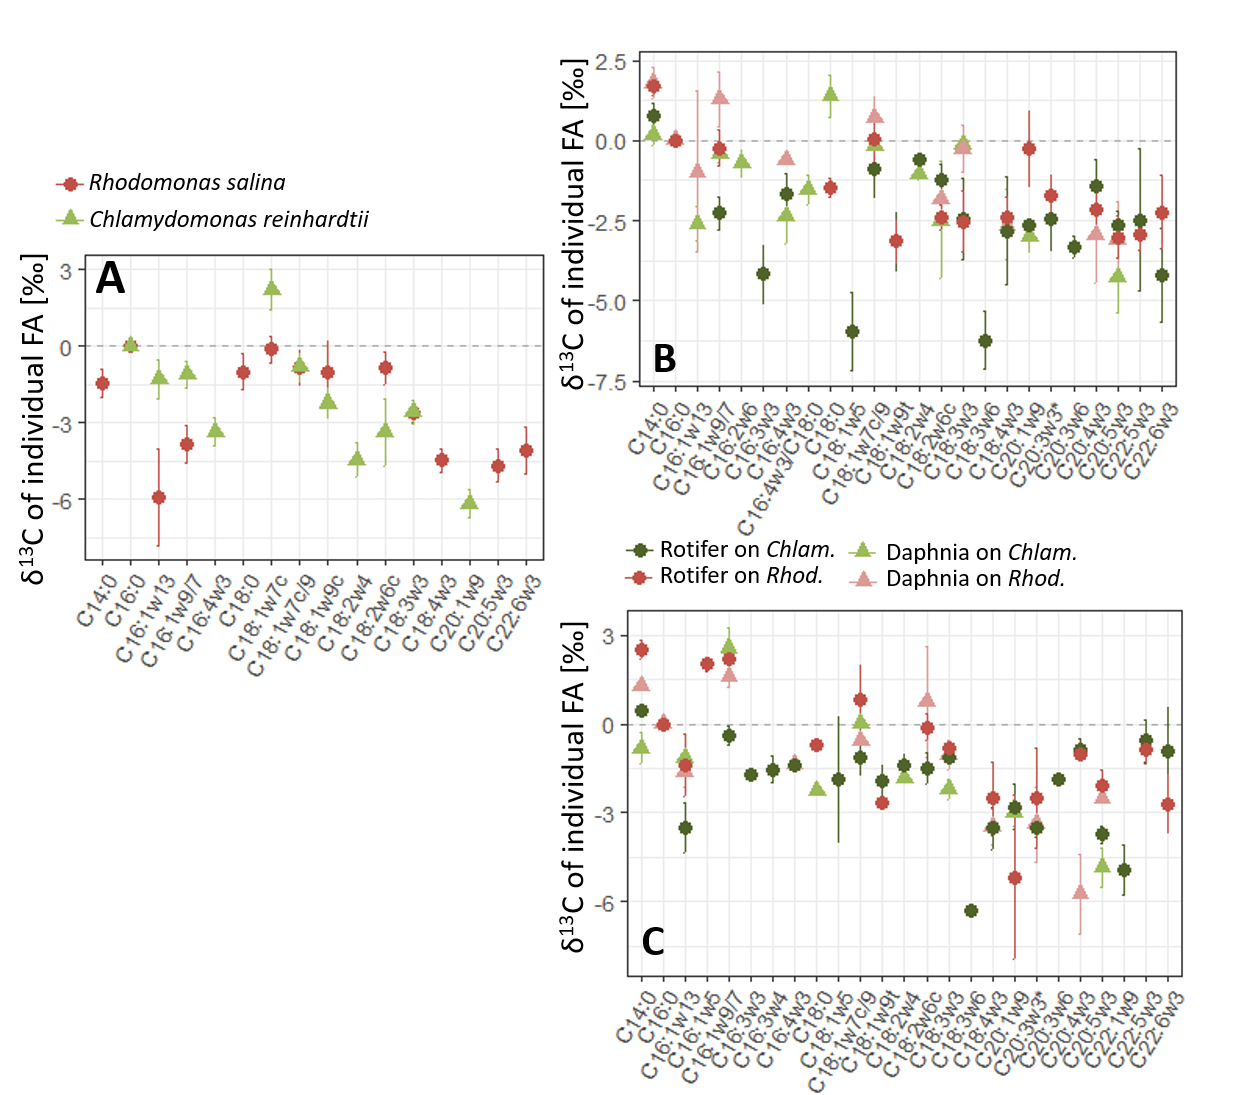 Rhodomonas salina
Chlamydomonas reinhardtii
A
δ¹³C of individual FA [‰]
3
0
-3
-6
C14:0
C16:0
C16:1w13
C16:1w9/7
C16:4w3
C18:0
C18:1w7c
C18:1w7c/9
C18:1w9c
C18:2w4
C18:2w6c
C18:3w3
C18:4w3
C20:1w9
C20:5w3
C22:6w3
B
δ¹³C of individual FA [‰]
2.5
0.0
-2.5
-5.0
-7.5
C14:0
C16:0
C16:1w13
C16:1w9/7
C16:2w6
C16:3w3
C16:4w3
C16:4w3/C18:0
C18:0
C18:1w5
C18:1w7c/9
C18:1w9t
C18:2w4
C18:2w6c
C18:3w3
C18:3w6
C18:4w3
C20:1w9
C20:3w3*
C20:3w6
C20:4w3
C20:5w3
C22:5w3
C22:6w3
Rotifer on Chlam.
Daphnia on Chlam.
Rotifer on Rhod.
Daphnia on Rhod.
C
δ¹³C of individual FA [‰]
3
0
-3
-6
C14:0
C16:0
C16:1w13
C16:1w5
C16:1w9/7
C16:3w3
C16:3w4
C16:4w3
C18:0
C18:1w5
C18:1w7c/9
C18:1w9t
C18:2w4
C18:2w6c
C18:3w3
C18:3w6
C18:4w3
C20:1w9
C20:3w3*
C20:3w6
C20:4w3
C20:5w3
C22:1w9
C22:5w3
C22:6w3